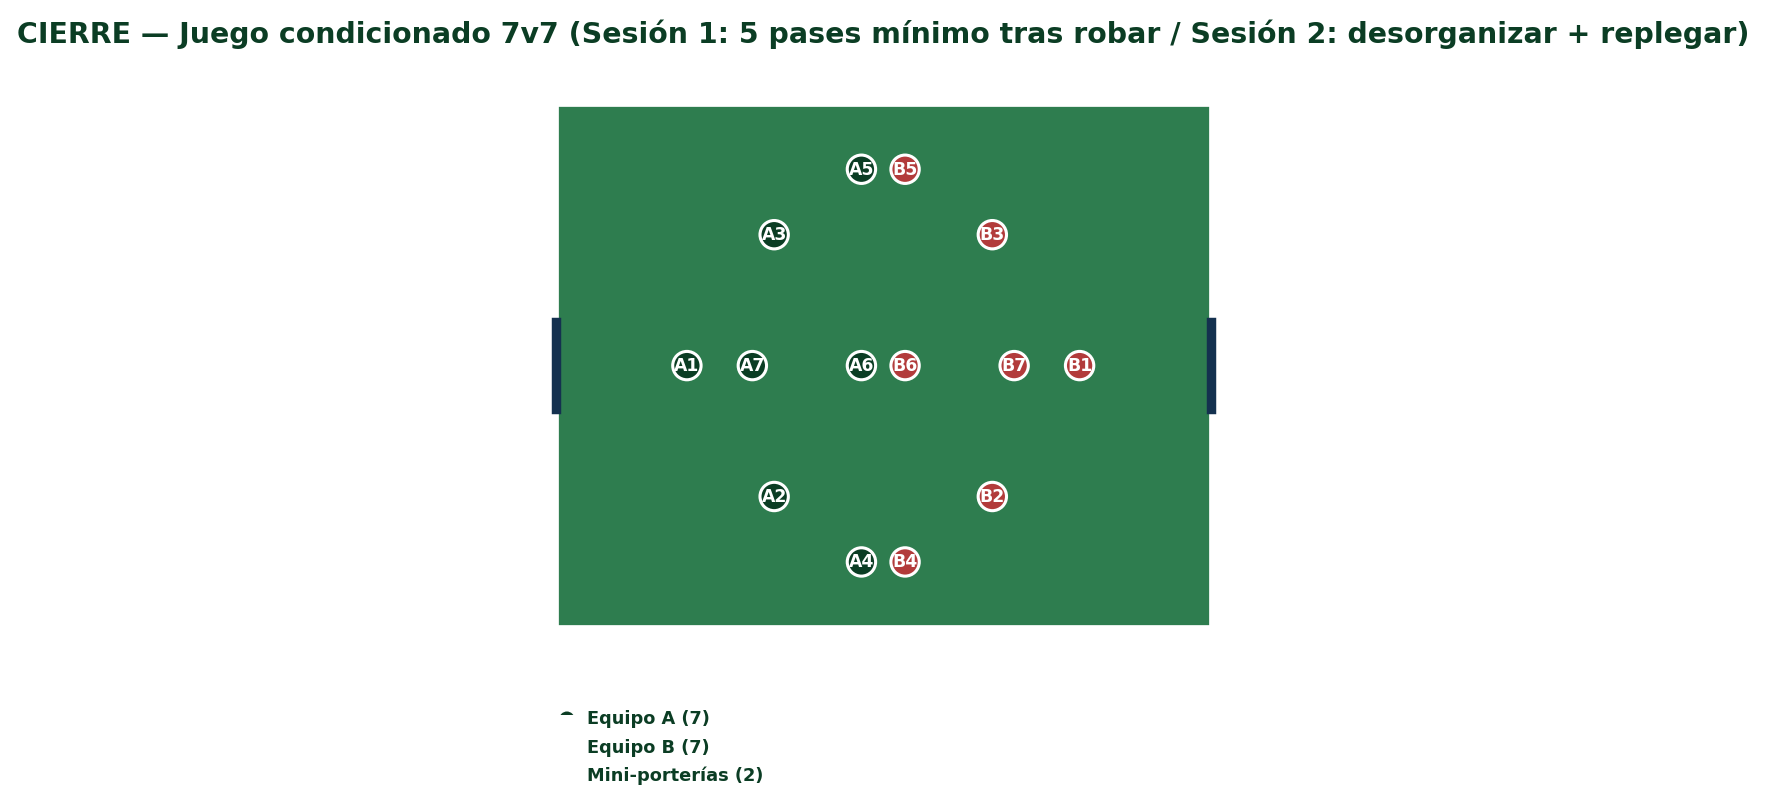 CIERRE — Juego condicionado 7v7 (Sesión 1: 5 pases mínimo tras robar / Sesión 2: desorganizar + replegar)
A5 B5
A3 B3
A1 A7 A6 B6 B7 B1
A2 B2
A4 B4
Equipo A (7)
Equipo B (7)
Mini-porterías (2)